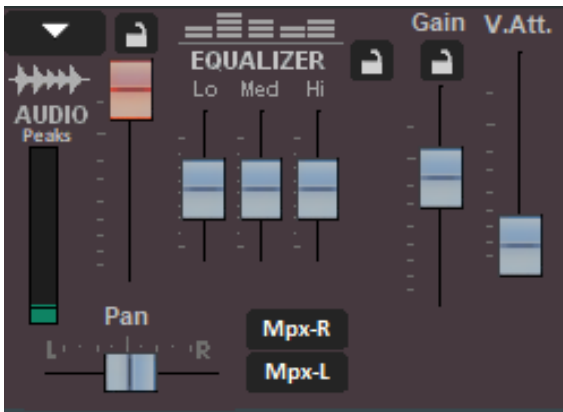 Gain V.Att.
EQUALIZER
Lo Med Hi
AUDIO
Peaks
Pan
L R
Mpx-R
Mpx-L